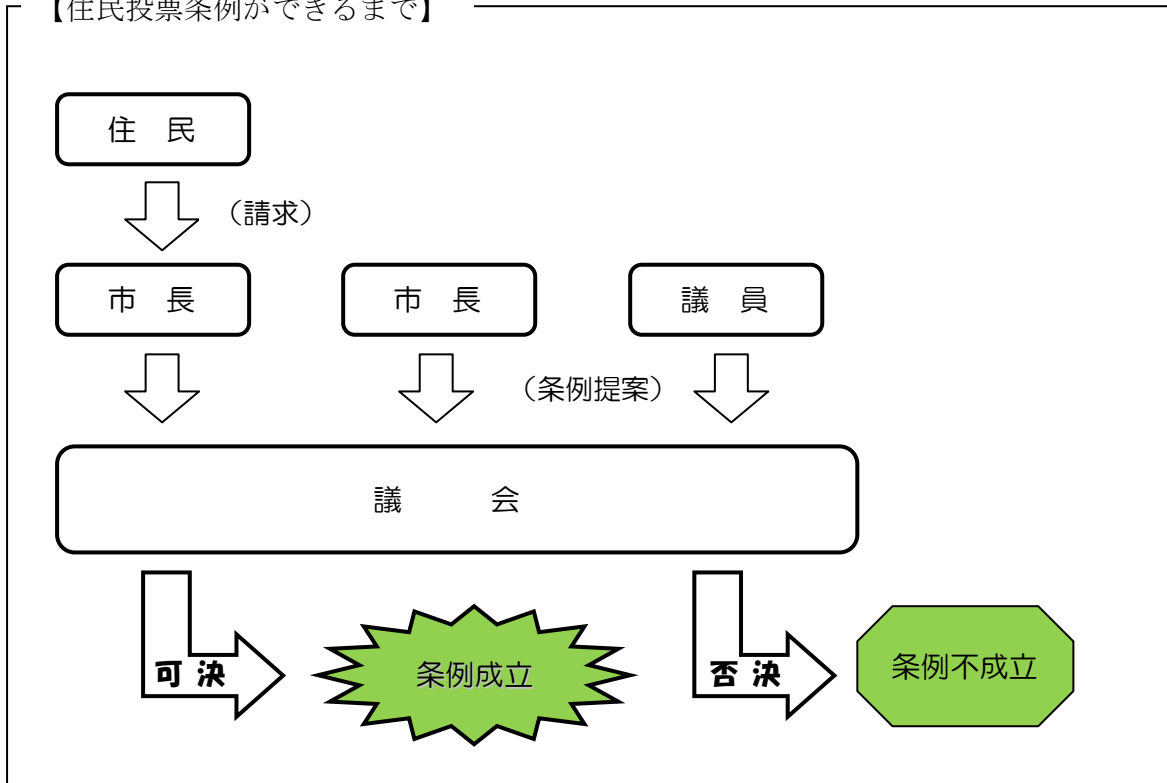 【住民投票条例ができるまで】
住 民
（請求）
市 長
市 長
議 員
（条例提案）
議 会
可決
条例成立
否決
条例不成立